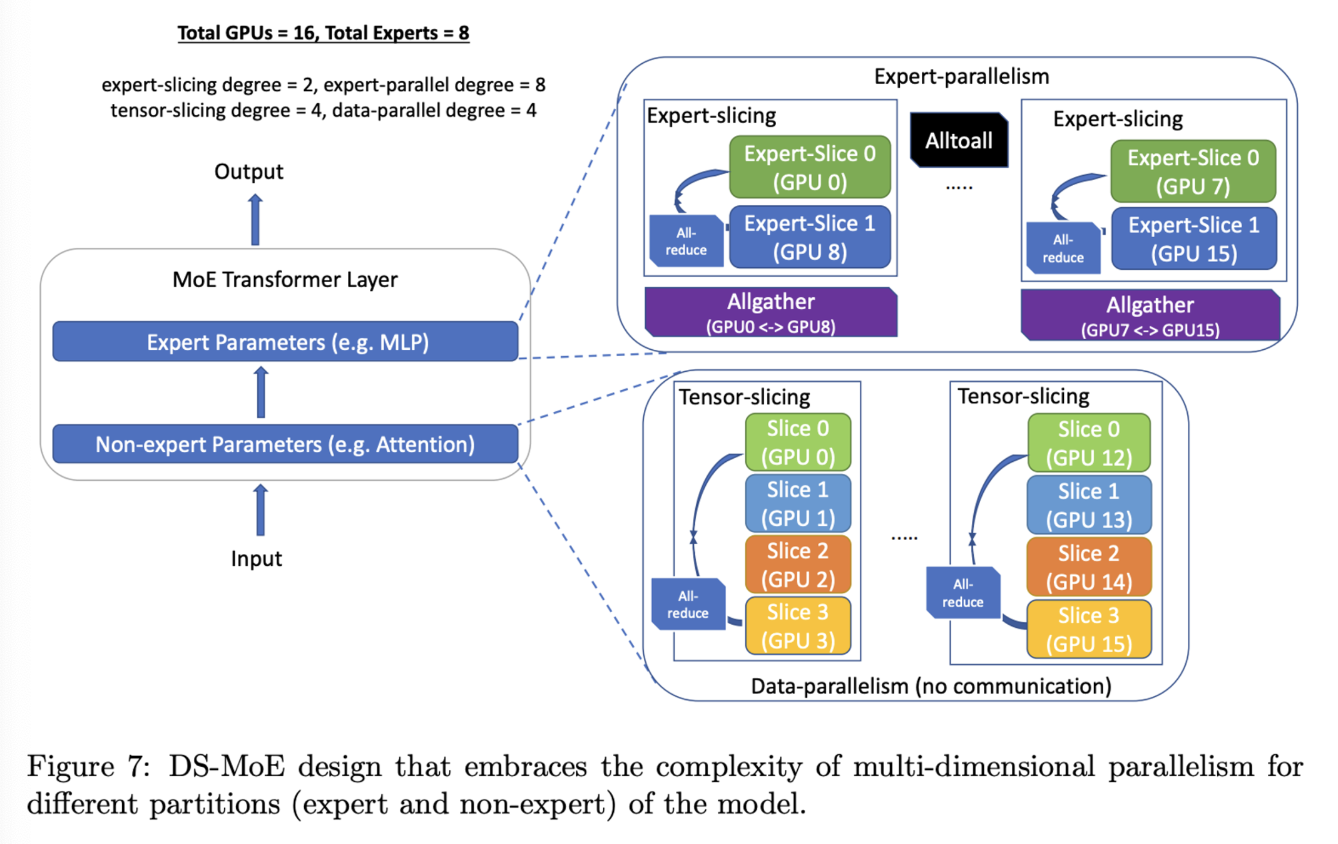 Total GPUs = 16, Total Experts = 8
expert-slicing degree = 2, expert-parallel degree = 8
tensor-slicing degree = 4, data-parallel degree = 4
Output
MoE Transformer Layer
Expert Parameters (e.g. MLP)
Non-expert Parameters (e.g. Attention)
Input
Expert-parallelism
Expert-slicing
Expert-Slice 0
(GPU 0)
Expert-Slice 1
(GPU 8)
All-
reduce
Allgather
(GPU0 <-> GPU8)
Alltoall
.....
Expert-slicing
Expert-Slice 0
(GPU 7)
Expert-Slice 1
(GPU 15)
All-
reduce
Allgather
(GPU7 <-> GPU15)
Tensor-slicing
Slice 0
(GPU 0)
Slice 1
(GPU 1)
Slice 2
(GPU 2)
Slice 3
(GPU 3)
All-
reduce
.....
Tensor-slicing
Slice 0
(GPU 12)
Slice 1
(GPU 13)
Slice 2
(GPU 14)
Slice 3
(GPU 15)
All-
reduce
Data-parallelism (no communication)
Figure 7: DS-MoE design that embraces the complexity of multi-dimensional parallelism for
different partitions (expert and non-expert) of the model.